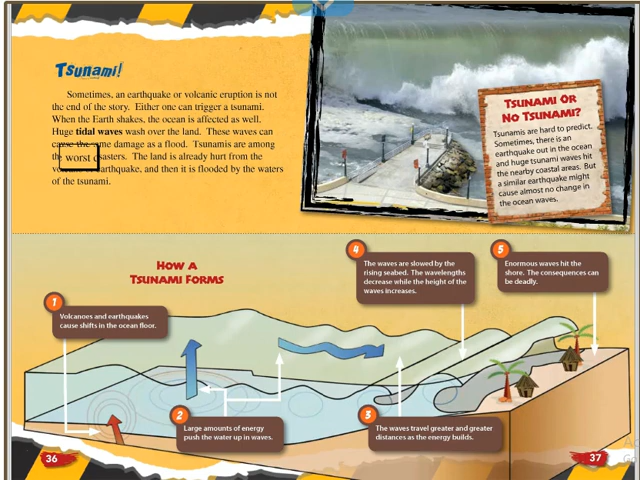 Tsunami!
Sometimes, an earthquake or volcanic eruption is not
the end of the story. Either one can trigger a tsunami.
When the Earth shakes, the ocean is affected as well.
Huge tidal waves wash over the land. These waves can
cause the same damage as a flood. Tsunamis are among
the worst disasters. The land is already hurt from the
earthquake, and then it is flooded by the waters
of the tsunami.
TSUNAMI OR
NO TSUNAMI?
Tsunamis are hard to predict.
Sometimes, there is an
earthquake out in the ocean
and huge tsunami waves hit
the nearby coastal areas. But
a similar earthquake might
cause almost no change in
the ocean waves.
HOW A
TSUNAMI FORMS
1
Volcanoes and earthquakes
cause shifts in the ocean floor.
2
Large amounts of energy
push the water up in waves.
3
The waves travel greater and greater
distances as the energy builds.
4
The waves are slowed by the
rising seabed. The wavelengths
decrease while the height of the
waves increases.
5
Enormous waves hit the
shore. The consequences can
be deadly.
36
37